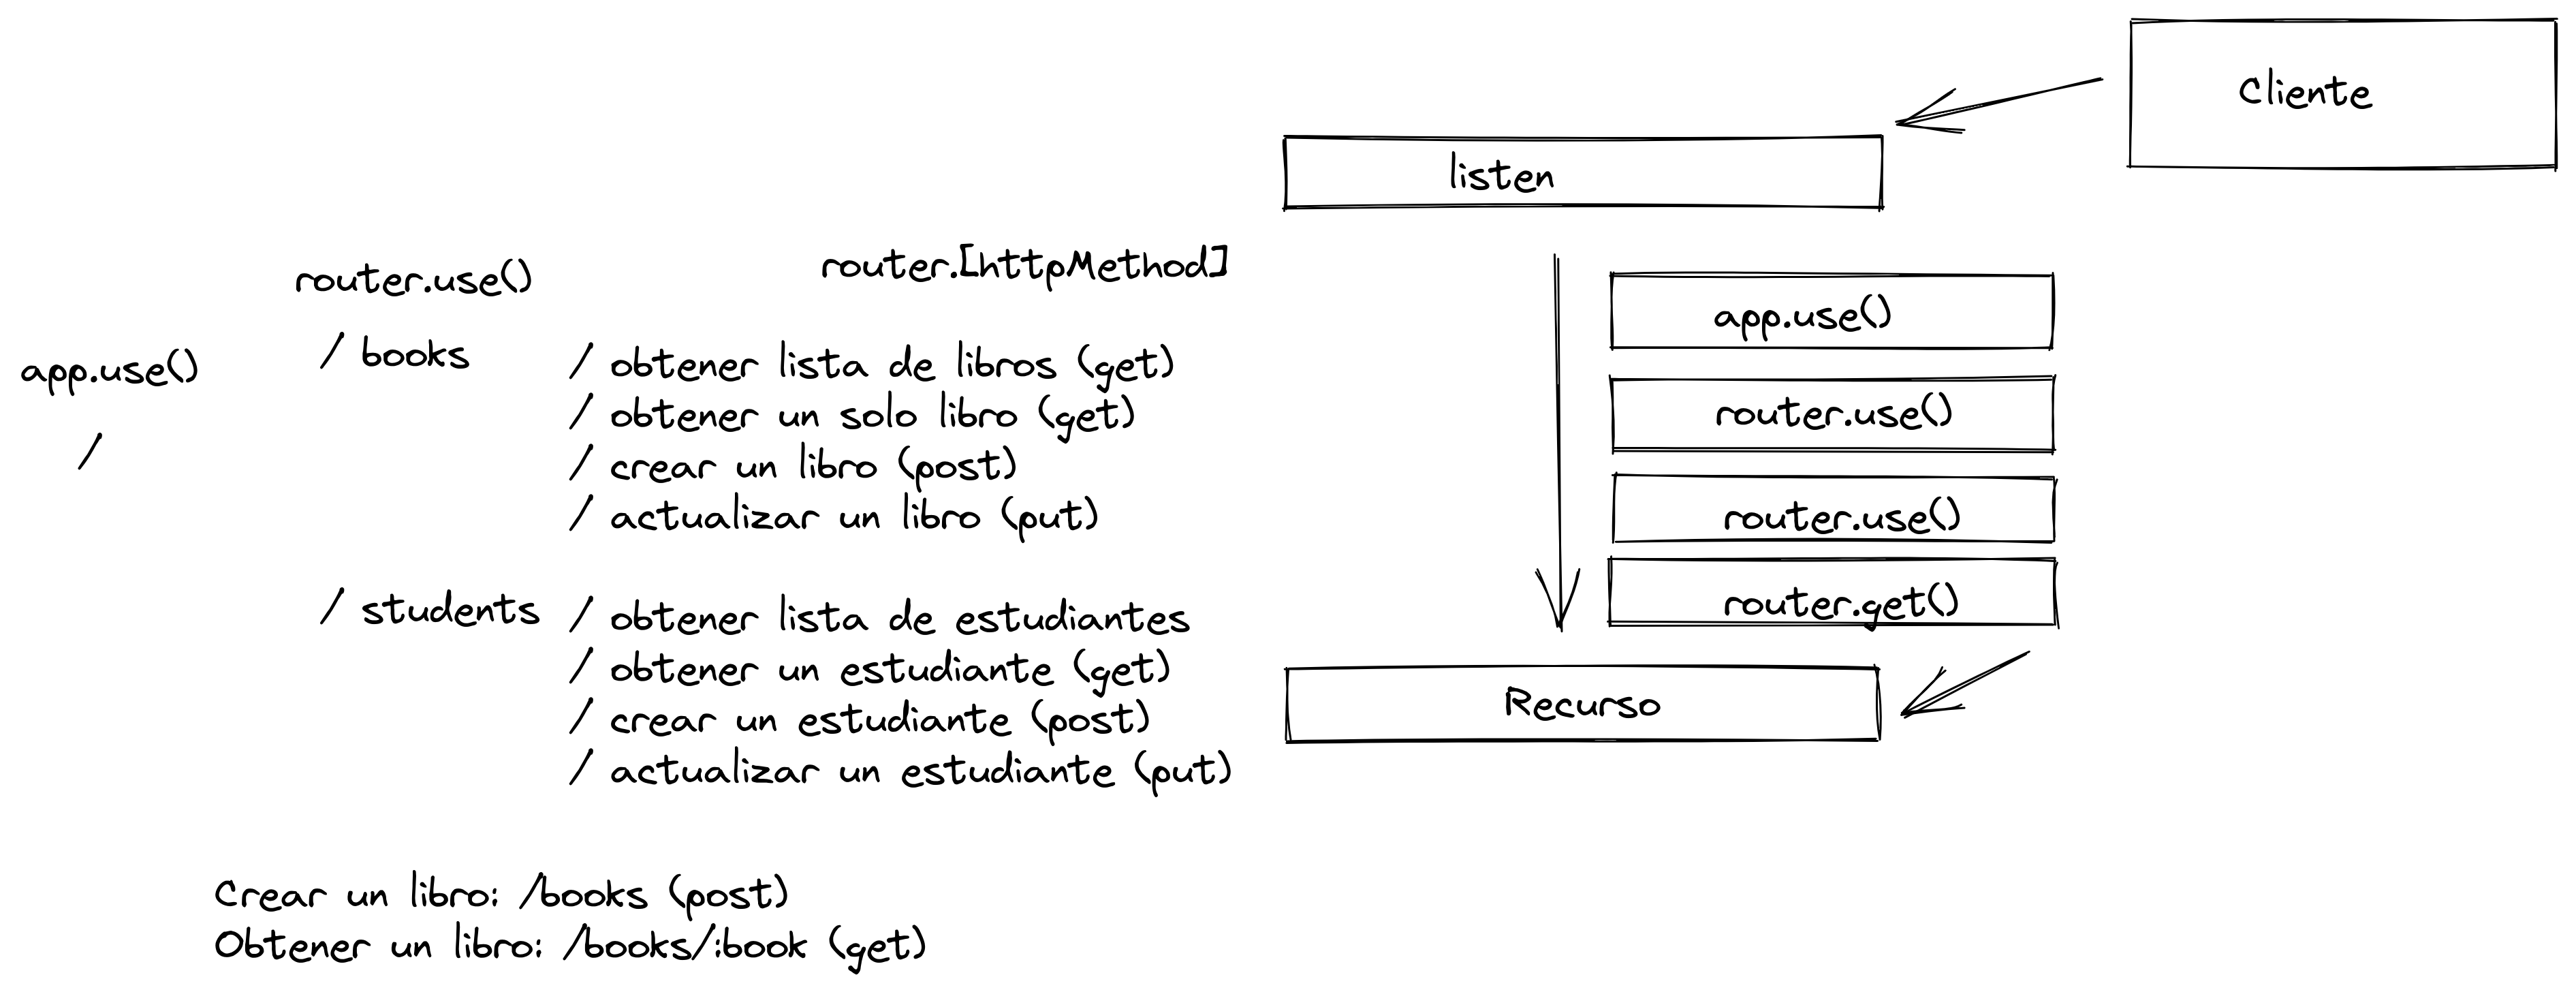 Cliente
listen
router.use()
router.[httpMethod]
app.use()
/
/ books
/ obtener lista de libros (get)
/ obtener un solo libro (get)
/ crear un libro (post)
/ actualizar un libro (put)
/ students
/ obtener lista de estudiantes
/ obtener un estudiante (get)
/ crear un estudiante (post)
/ actualizar un estudiante (put)
app.use()
router.use()
router.use()
router.get()
Recurso
Crear un libro: /books (post)
Obtener un libro: /books/:book (get)